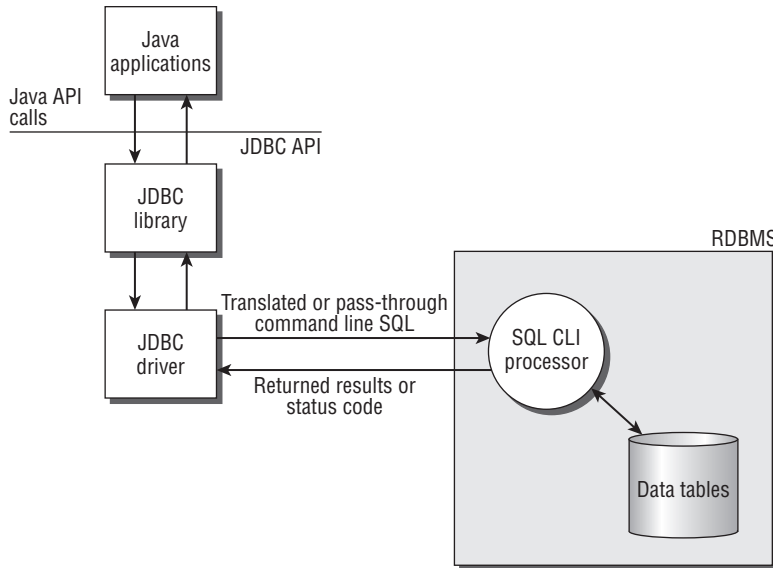 Java
applications
Java API
calls
JDBC API
JDBC
library
RDBMS
Translated or pass-through
command line SQL
SQL CLI
processor
JDBC
driver
Returned results or
status code
Data tables